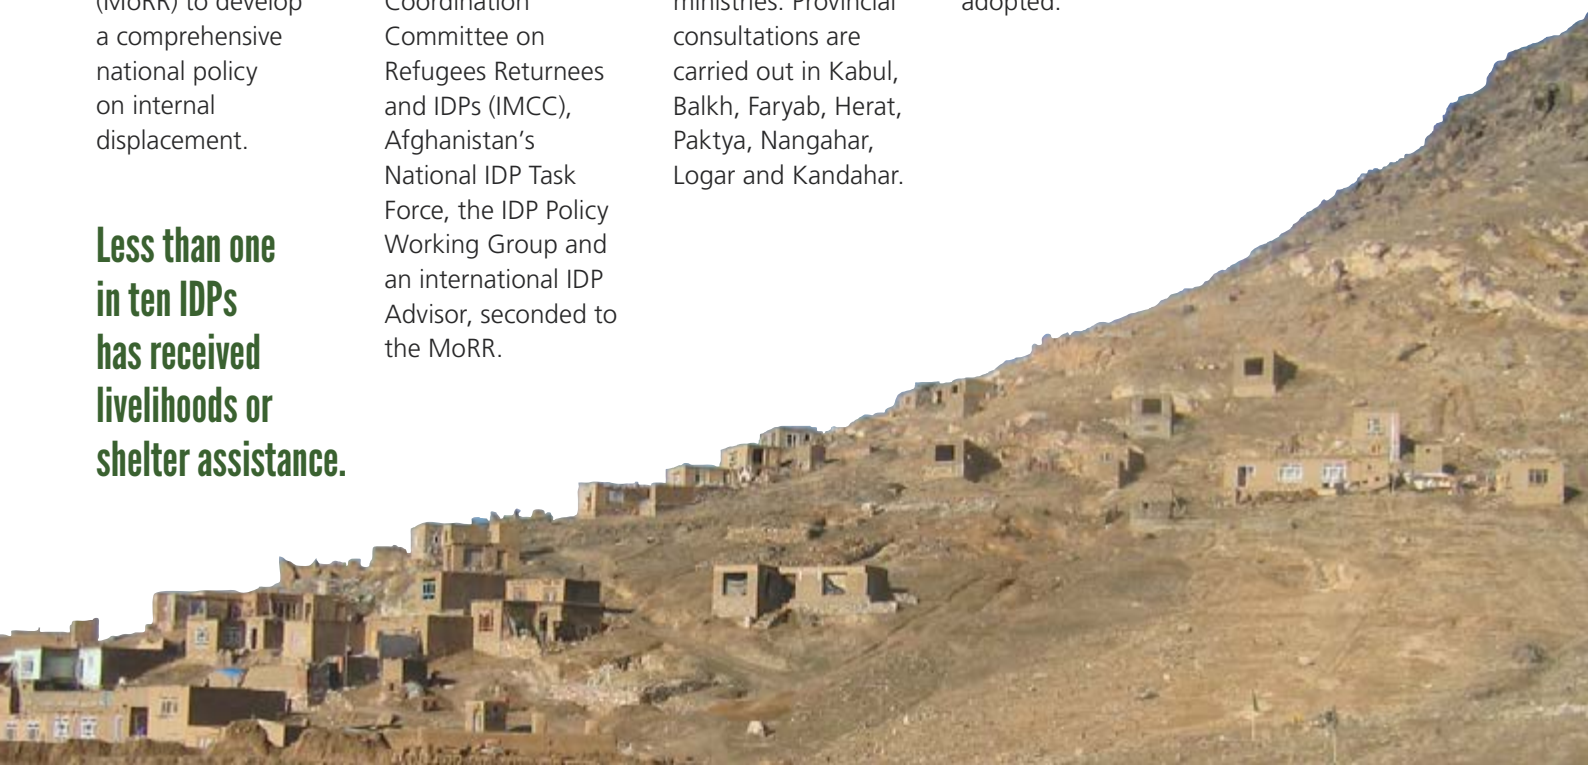 (MoRR) to develop
a comprehensive
national policy
on internal
displacement.
Less than one
in ten IDPs
has received
livelihoods or
shelter assistance.
Coordination
Committee on
Refugees Returnees
and IDPs (IMCC),
Afghanistan's
National IDP Task
Force, the IDP Policy
Working Group and
an international IDP
Advisor, seconded to
the MoRR.
ministries. Provincial
consultations are
carried out in Kabul,
Balkh, Faryab, Herat,
Paktya, Nangahar,
Logar and Kandahar.
adopted.